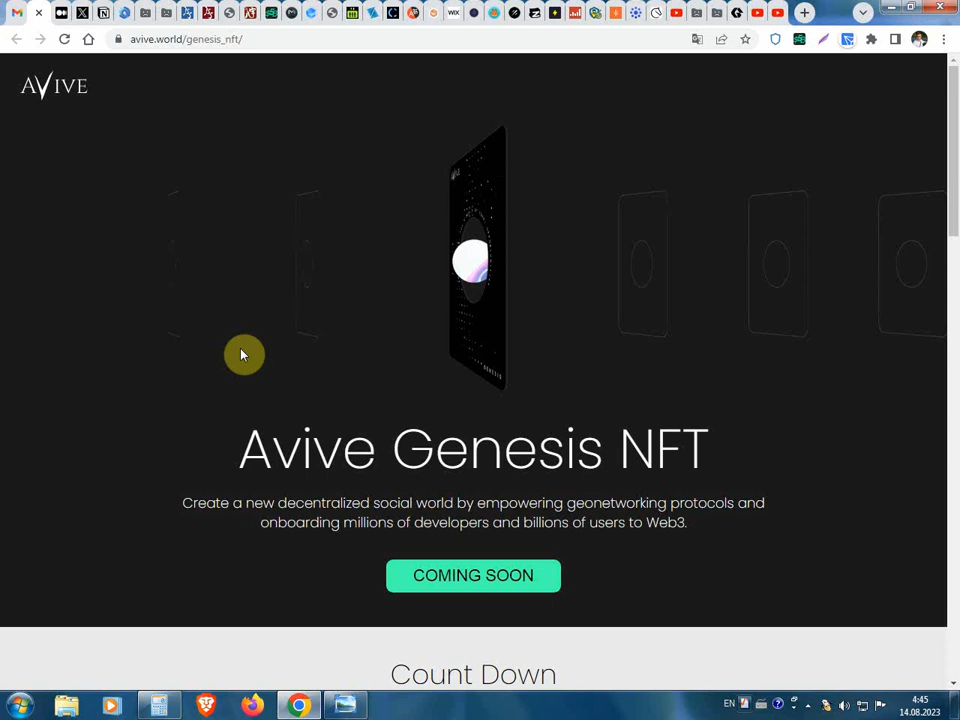 avive.world/genesis_nft/
AVIVE
GENESIS
Avive Genesis NFT
Create a new decentralized social world by empowering geonetworking protocols and
onboarding millions of developers and billions of users to Web3.
COMING SOON
Count Down
EN
4:45
14.08.2023